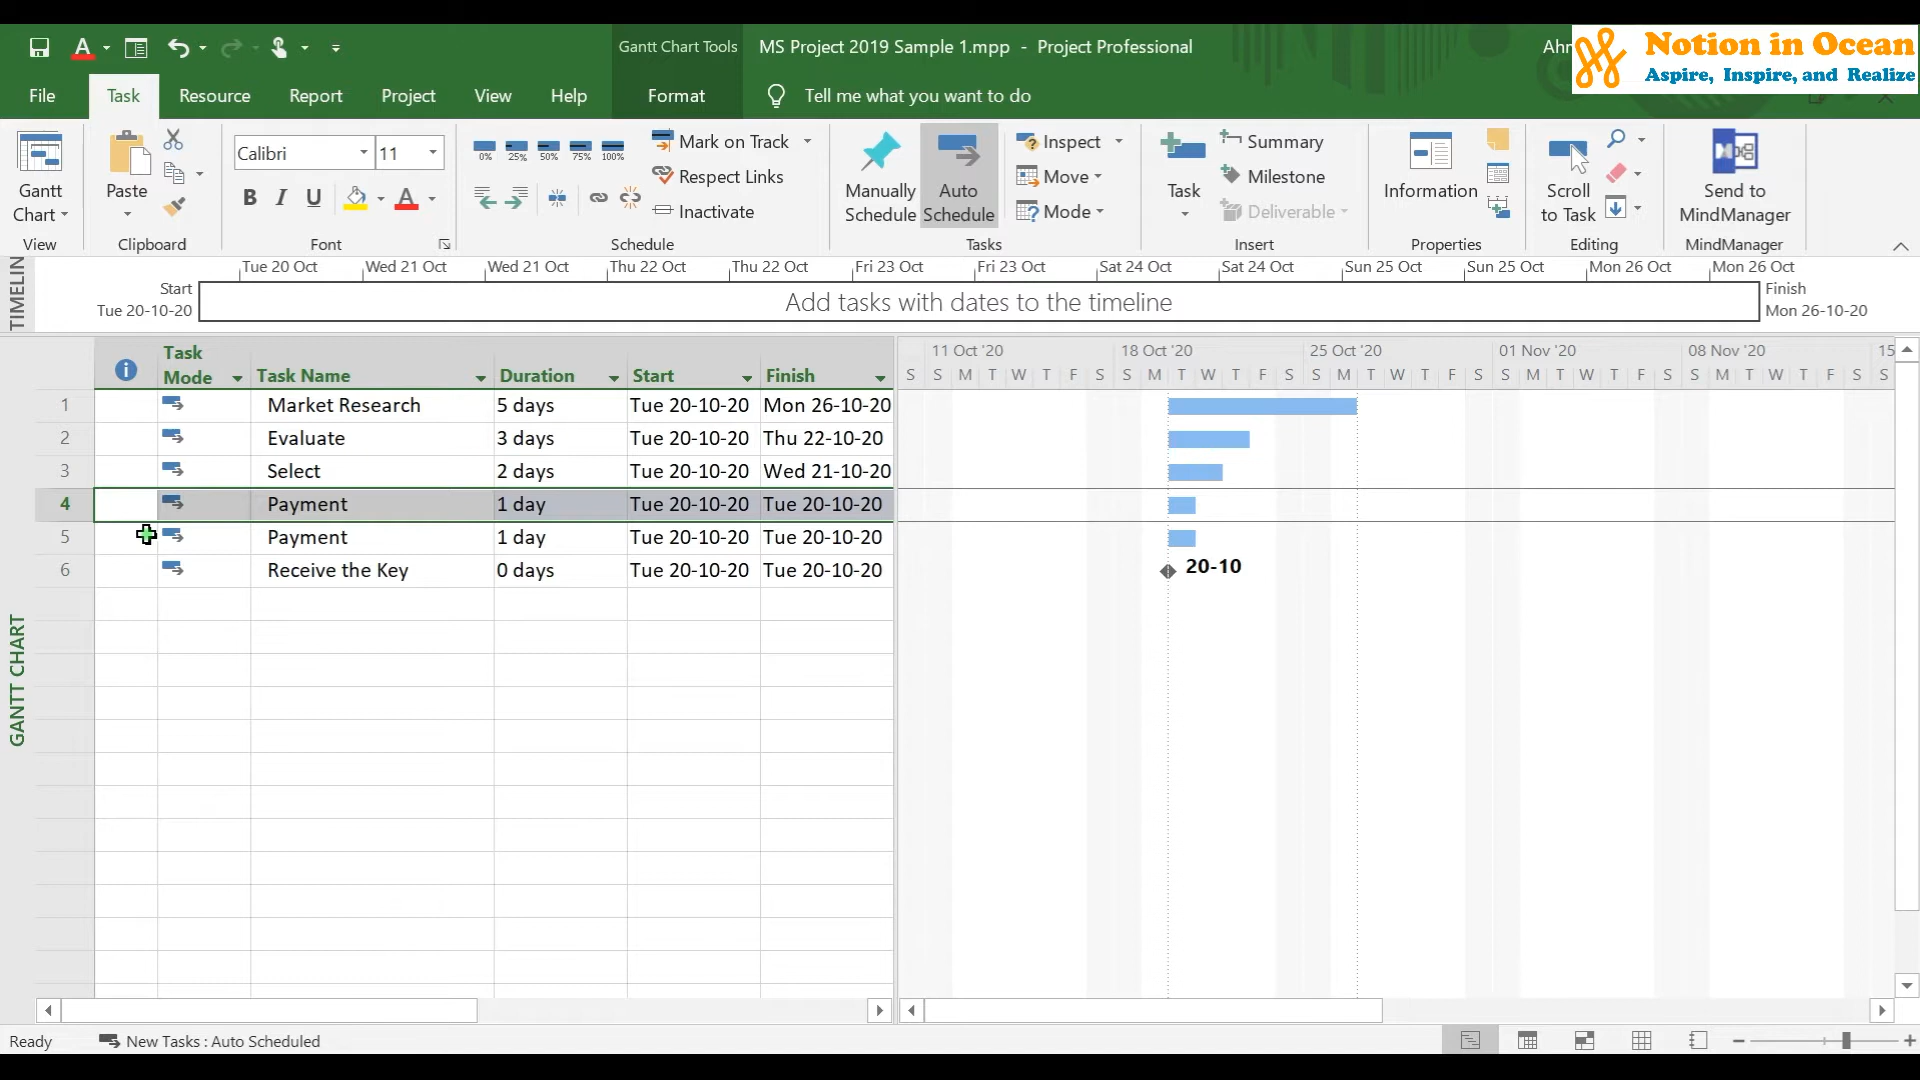 Gantt Chart Tools
MS Project 2019 Sample 1.mpp - Project Professional
Notion in Ocean
Aspire, Inspire, and Realize
File Task Resource Report Project View Help Format Tell me what you want to do
Gantt Chart
View
Paste
Clipboard
Calibri 11
B I U A
Font
0% 25% 50% 75% 100%
Mark on Track
Respect Links
Inactivate
Schedule
Manually Schedule
Auto Schedule
Inspect
Move
Mode
Tasks
Task
Summary
Milestone
Deliverable
Insert
Information
Properties
Scroll to Task
Editing
Send to MindManager
MindManager
TIMELIN
Tue 20 Oct Wed 21 Oct Wed 21 Oct Thu 22 Oct Thu 22 Oct Fri 23 Oct Fri 23 Oct Sat 24 Oct Sat 24 Oct Sun 25 Oct Sun 25 Oct Mon 26 Oct Mon 26 Oct
Start
Tue 20-10-20
Add tasks with dates to the timeline
Finish
Mon 26-10-20
GANTT CHART
Task Mode Task Name Duration Start Finish
1 Market Research 5 days Tue 20-10-20 Mon 26-10-20
2 Evaluate 3 days Tue 20-10-20 Thu 22-10-20
3 Select 2 days Tue 20-10-20 Wed 21-10-20
4 Payment 1 day Tue 20-10-20 Tue 20-10-20
5 Payment 1 day Tue 20-10-20 Tue 20-10-20
6 Receive the Key 0 days Tue 20-10-20 Tue 20-10-20
11 Oct '20 18 Oct '20 25 Oct '20 01 Nov '20 08 Nov '20 15
S S M T W T F S S M T W T F S S M T W T F S S M T W T F S S M T W T F S S
20-10
Ready New Tasks : Auto Scheduled